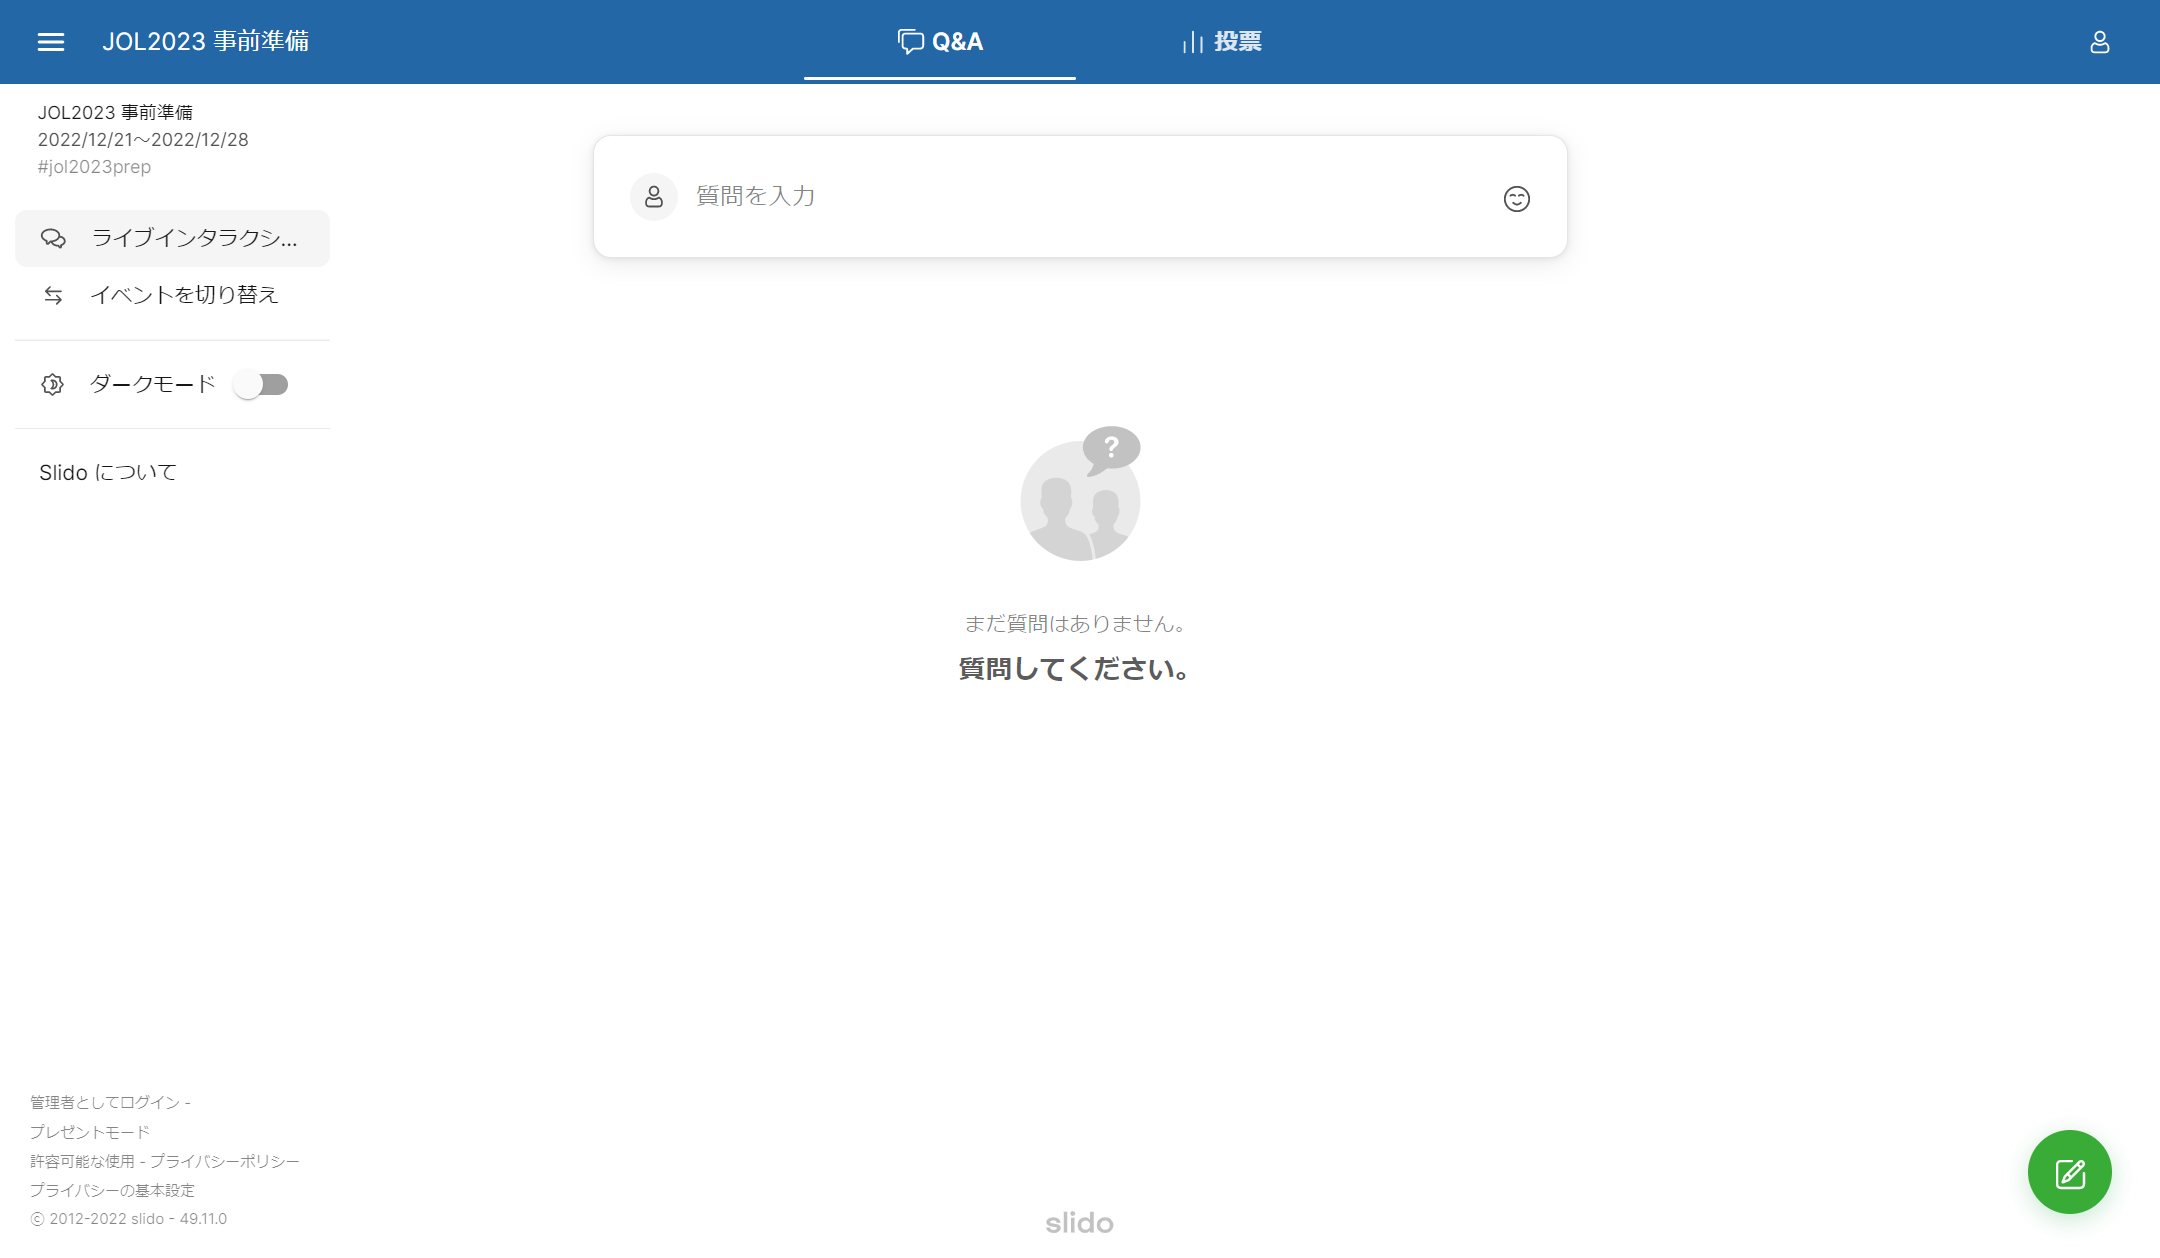 JOL2023 事前準備
Q&A
投票
JOL2023 事前準備
2022/12/21～2022/12/28
#jol2023prep
ライブインタラクシ...
イベントを切り替え
ダークモード
Slido について
質問を入力
?
まだ質問はありません。
質問してください。
管理者としてログイン -
プレゼントモード
許容可能な使用 - プライバシーポリシー
プライバシーの基本設定
© 2012-2022 slido - 49.11.0
slido